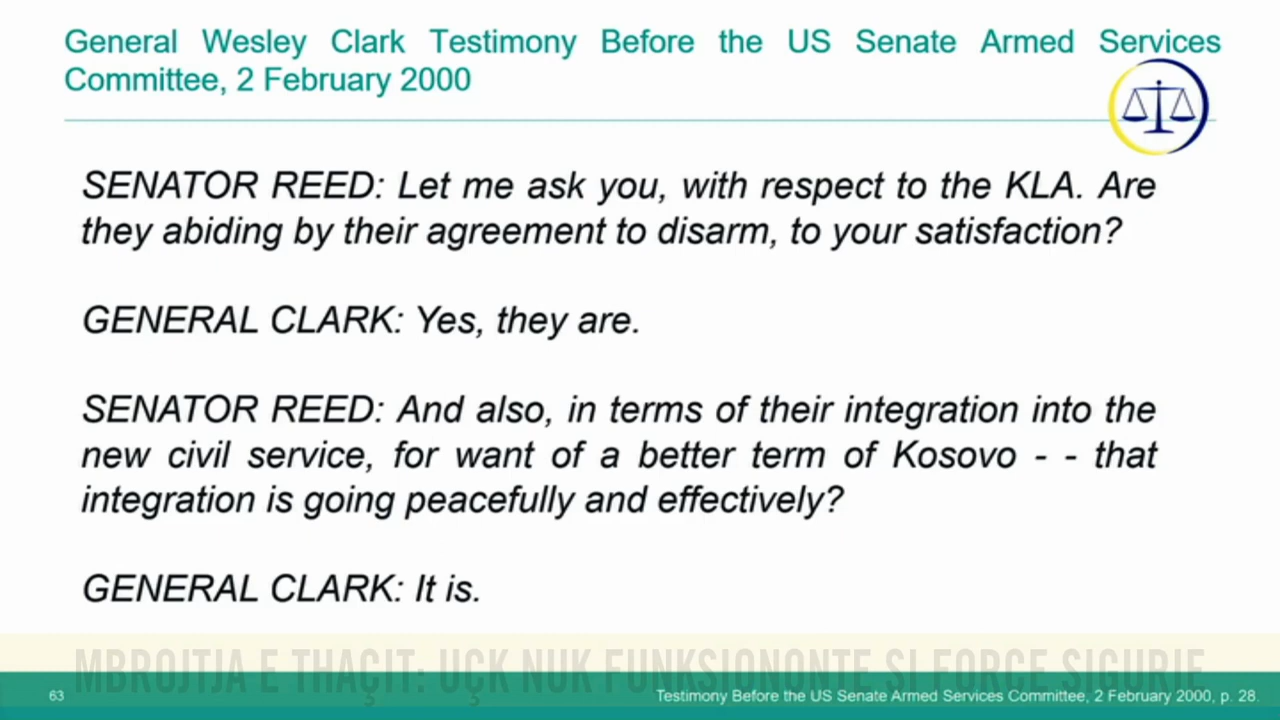 General Wesley Clark Testimony Before the US Senate Armed Services
Committee, 2 February 2000
SENATOR REED: Let me ask you, with respect to the KLA. Are
they abiding by their agreement to disarm, to your satisfaction?
GENERAL CLARK: Yes, they are.
SENATOR REED: And also, in terms of their integration into the
new civil service, for want of a better term of Kosovo - - that
integration is going peacefully and effectively?
GENERAL CLARK: It is.
MBROJTJA E THAÇIT: UÇK NUK FUNKSIONONTE SI FORCË SIGURIE
63
Testimony Before the US Senate Armed Services Committee, 2 February 2000, p. 28.